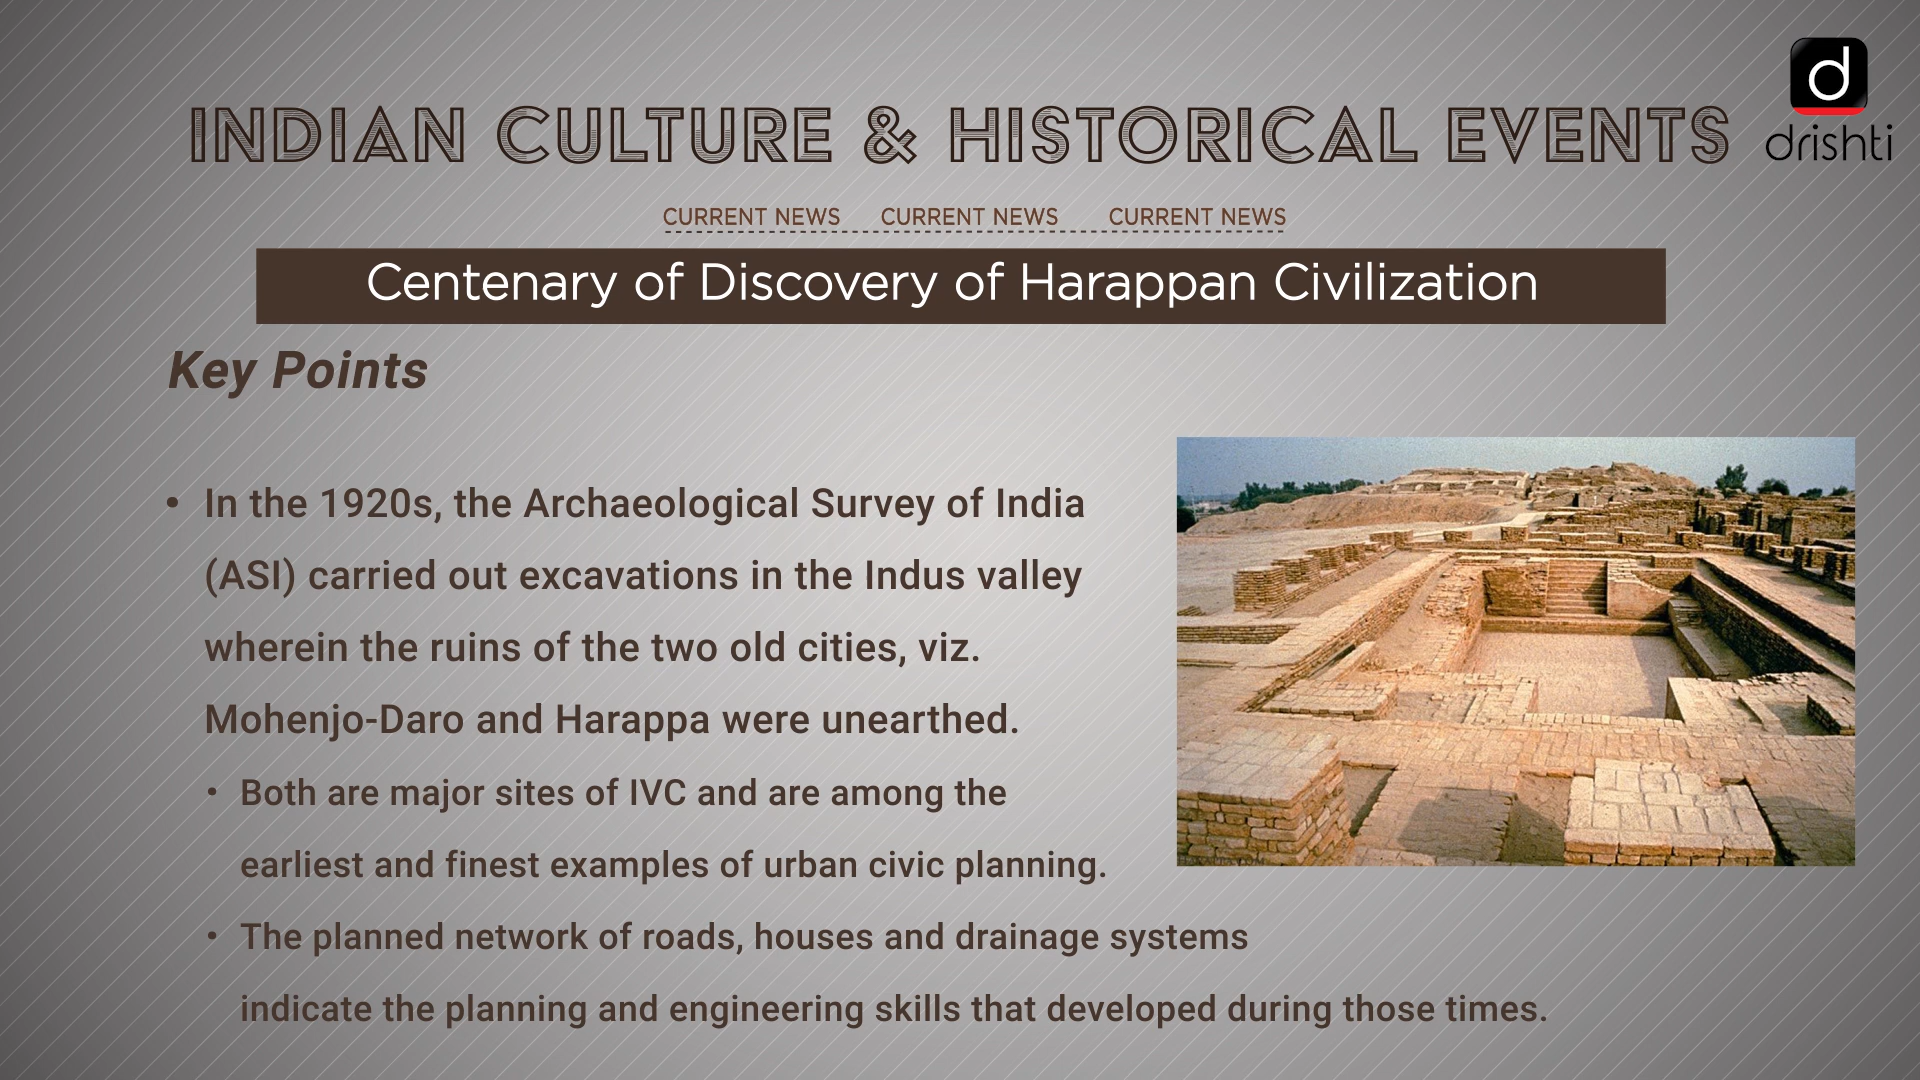 INDIAN CULTURE & HISTORICAL EVENTS
d
drishti
CURRENT NEWS CURRENT NEWS CURRENT NEWS
Centenary of Discovery of Harappan Civilization
Key Points
• In the 1920s, the Archaeological Survey of India
(ASI) carried out excavations in the Indus valley
wherein the ruins of the two old cities, viz.
Mohenjo-Daro and Harappa were unearthed.
• Both are major sites of IVC and are among the
earliest and finest examples of urban civic planning.
• The planned network of roads, houses and drainage systems
indicate the planning and engineering skills that developed during those times.